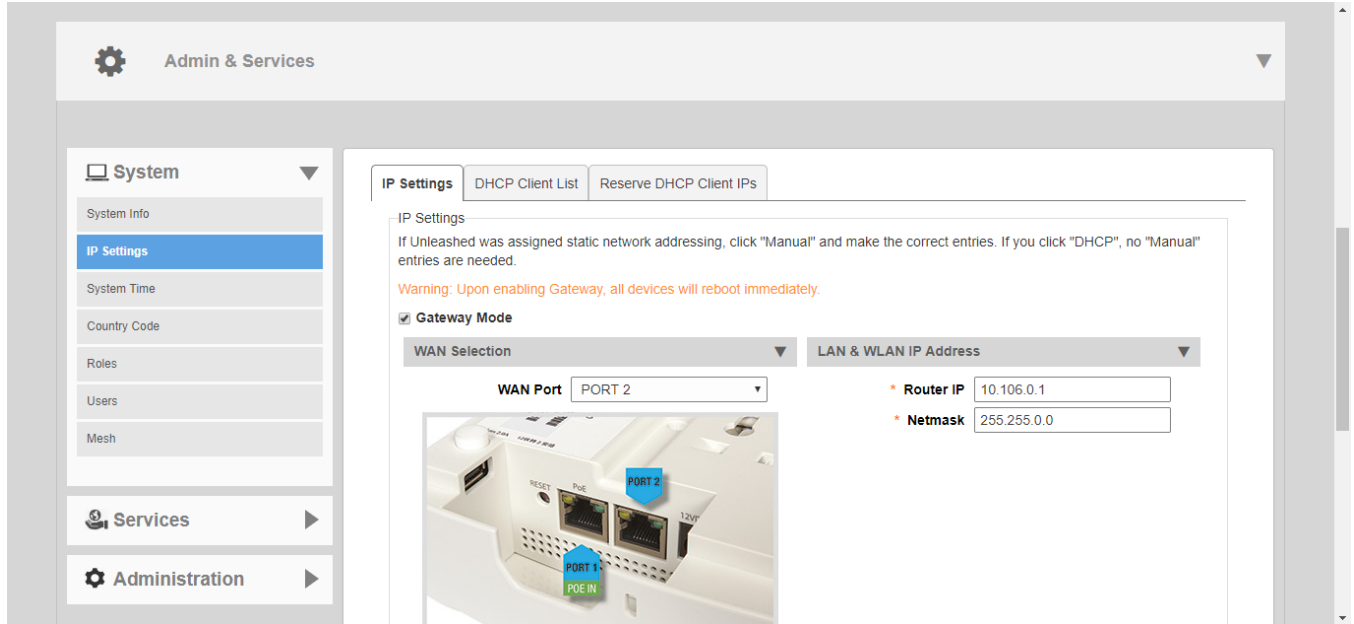 Admin & Services
System
System Info
IP Settings
System Time
Country Code
Roles
Users
Mesh
Services
Administration
IP Settings
DHCP Client List
Reserve DHCP Client IPs
IP Settings
If Unleashed was assigned static network addressing, click "Manual" and make the correct entries. If you click "DHCP", no "Manual"
entries are needed.
Warning: Upon enabling Gateway, all devices will reboot immediately.
Gateway Mode
WAN Selection
WAN Port PORT 2
RESET
PoE
PORT 2
PORT 1
POE IN
LAN & WLAN IP Address
* Router IP 10.106.0.1
* Netmask 255.255.0.0